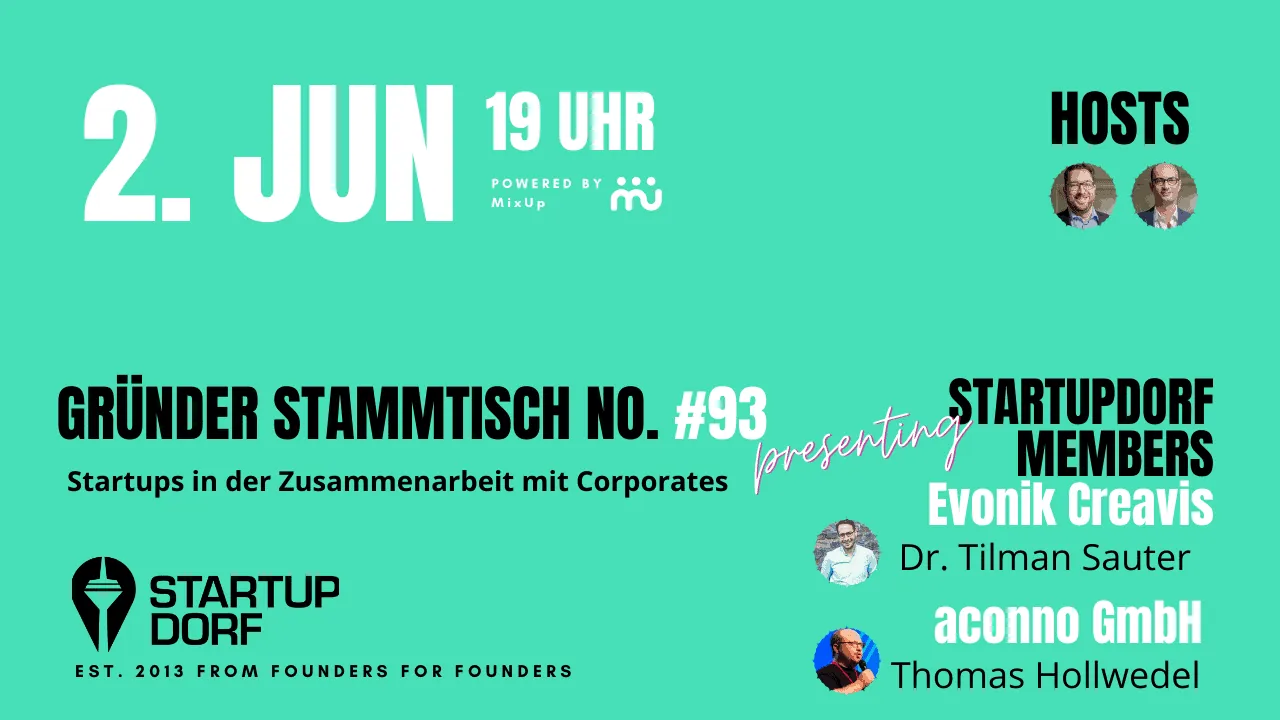 2. JUN
19 UHR
POWERED BY
MixUp
HOSTS
GRÜNDER STAMMTISCH NO. #93
Startups in der Zusammenarbeit mit Corporates
presenting
STARTUPDORF
MEMBERS
Evonik Creavis
Dr. Tilman Sauter
aconno GmbH
Thomas Hollwedel
STARTUP
DORF
EST. 2013 FROM FOUNDERS FOR FOUNDERS